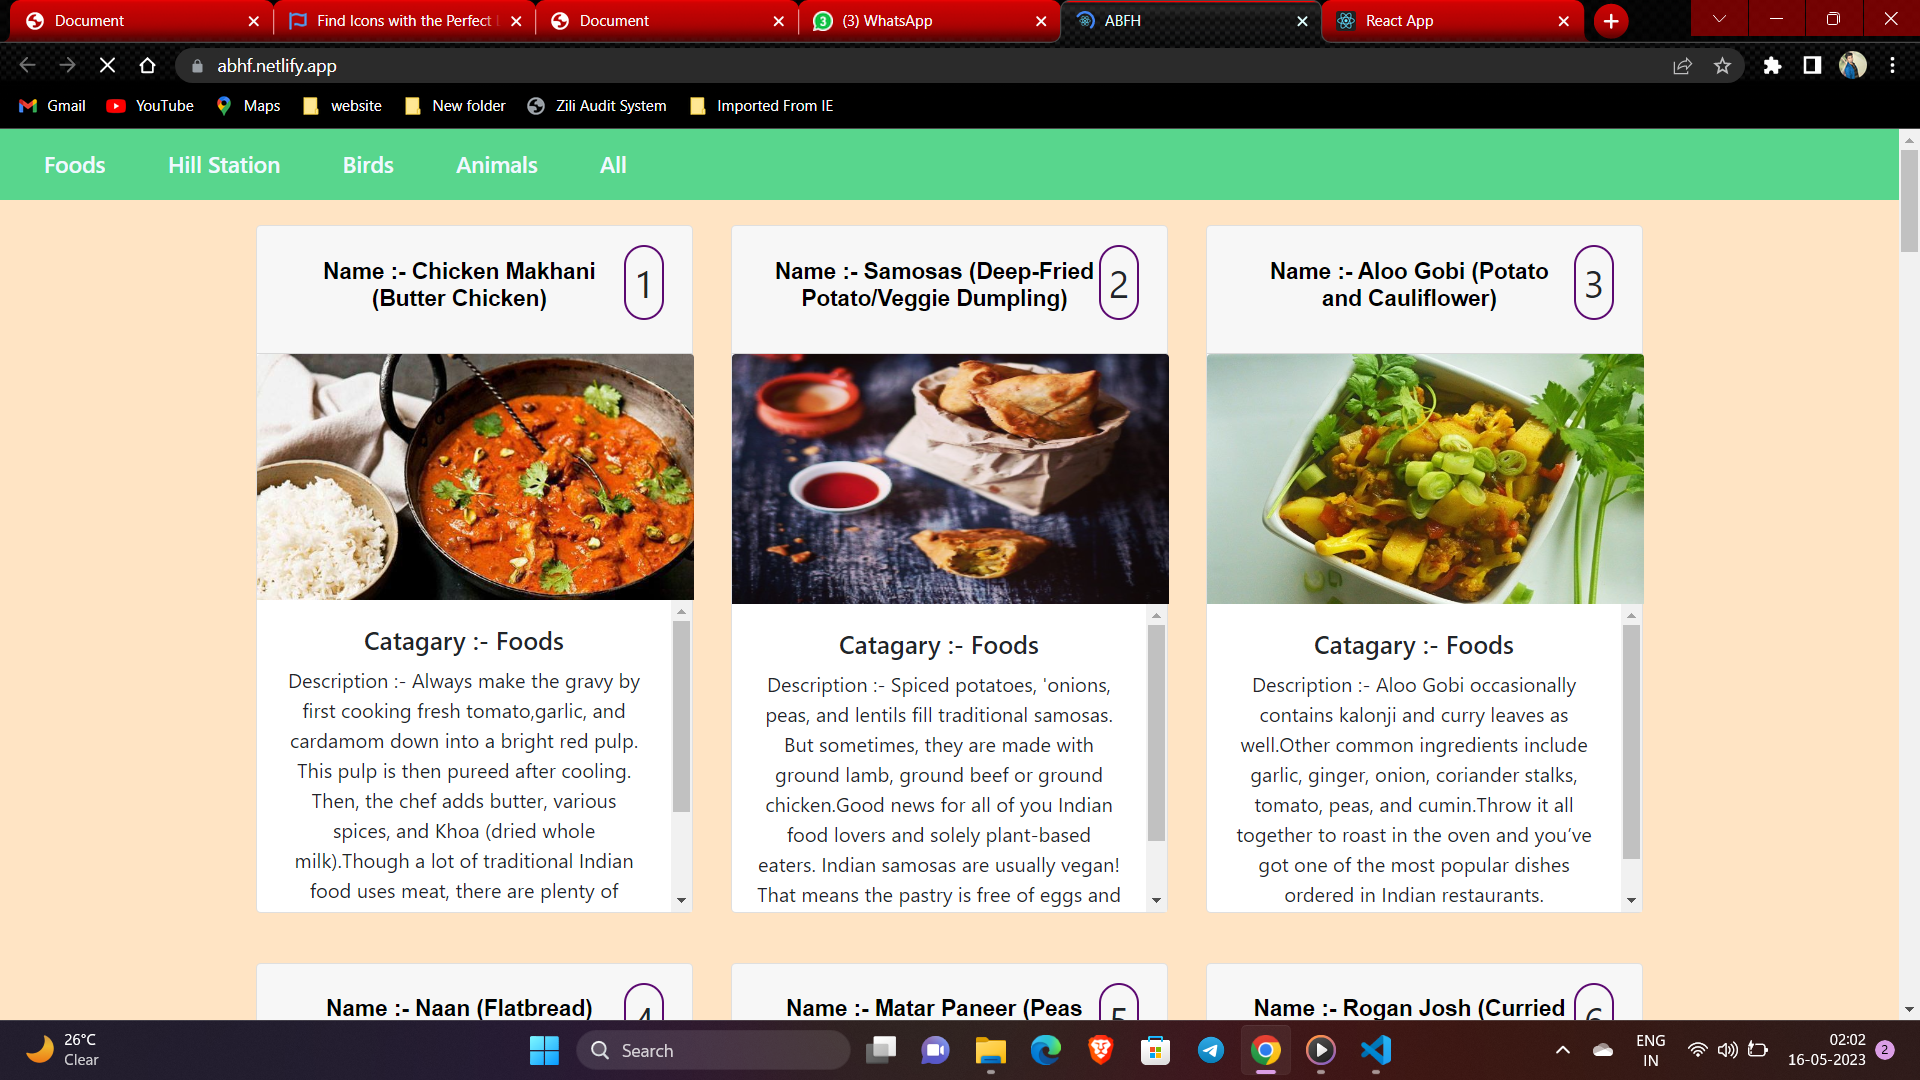 Document
Find Icons with the Perfect
Document
(3) WhatsApp
ABFH
React App
abhf.netlify.app
Gmail
YouTube
Maps
website
New folder
Zili Audit System
Imported From IE
Foods
Hill Station
Birds
Animals
All
Name :- Chicken Makhani
(Butter Chicken)
1
Catagary :- Foods
Description :- Always make the gravy by
first cooking fresh tomato,garlic, and
cardamom down into a bright red pulp.
This pulp is then pureed after cooling.
Then, the chef adds butter, various
spices, and Khoa (dried whole
milk).Though a lot of traditional Indian
food uses meat, there are plenty of
Name :- Samosas (Deep-Fried
Potato/Veggie Dumpling)
2
Catagary :- Foods
Description :- Spiced potatoes, 'onions,
peas, and lentils fill traditional samosas.
But sometimes, they are made with
ground lamb, ground beef or ground
chicken.Good news for all of you Indian
food lovers and solely plant-based
eaters. Indian samosas are usually vegan!
That means the pastry is free of eggs and
Name :- Aloo Gobi (Potato
and Cauliflower)
3
Catagary :- Foods
Description :- Aloo Gobi occasionally
contains kalonji and curry leaves as
well.Other common ingredients include
garlic, ginger, onion, coriander stalks,
tomato, peas, and cumin.Throw it all
together to roast in the oven and you’ve
got one of the most popular dishes
ordered in Indian restaurants.
Name :- Naan (Flatbread)
4
Name :- Matar Paneer (Peas
5
Name :- Rogan Josh (Curried
6
26°C
Clear
Search
ENG
IN
02:02
16-05-2023
2